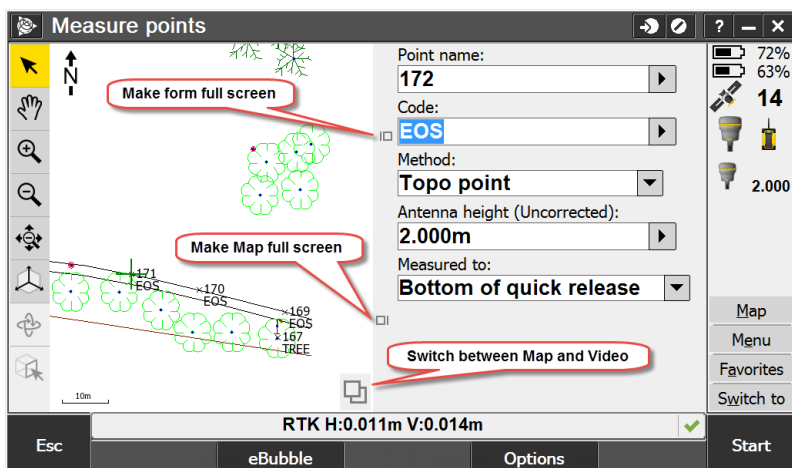 Measure points
?
N
Make form full screen
Point name:
172
Code:
EOS
Method:
Topo point
Antenna height (Uncorrected):
2.000m
Measured to:
Bottom of quick release
72%
63%
14
2.000
Make Map full screen
171
EOS
170
EOS
169
EOS
167
TREE
Switch between Map and Video
10m
Map
Menu
Favorites
Switch to
RTK H:0.011m V:0.014m
Esc
eBubble
Options
Start